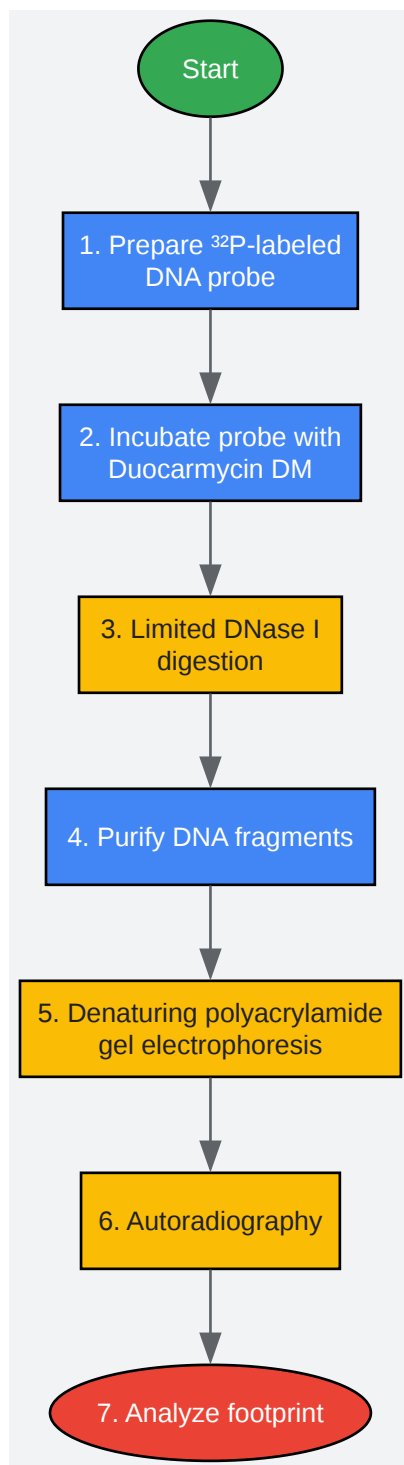 Start
1. Prepare ³²P-labeled
DNA probe
2. Incubate probe with
Duocarmycin DM
3. Limited DNase I
digestion
4. Purify DNA fragments
5. Denaturing polyacrylamide
gel electrophoresis
6. Autoradiography
7. Analyze footprint